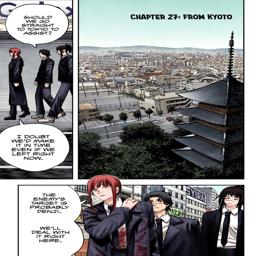 SHOULD
WE GO
STRAIGHT
TO TOKYO TO
ASSIST?
CHAPTER 27: FROM KYOTO
I DOUBT
WE'D MAKE
IT IN TIME
EVEN IF WE
LEFT RIGHT
NOW.
THE
ENEMY'S
TARGET IS
PROBABLY
DENJI.
WE'LL
DEAL WITH
IT RIGHT
HERE.